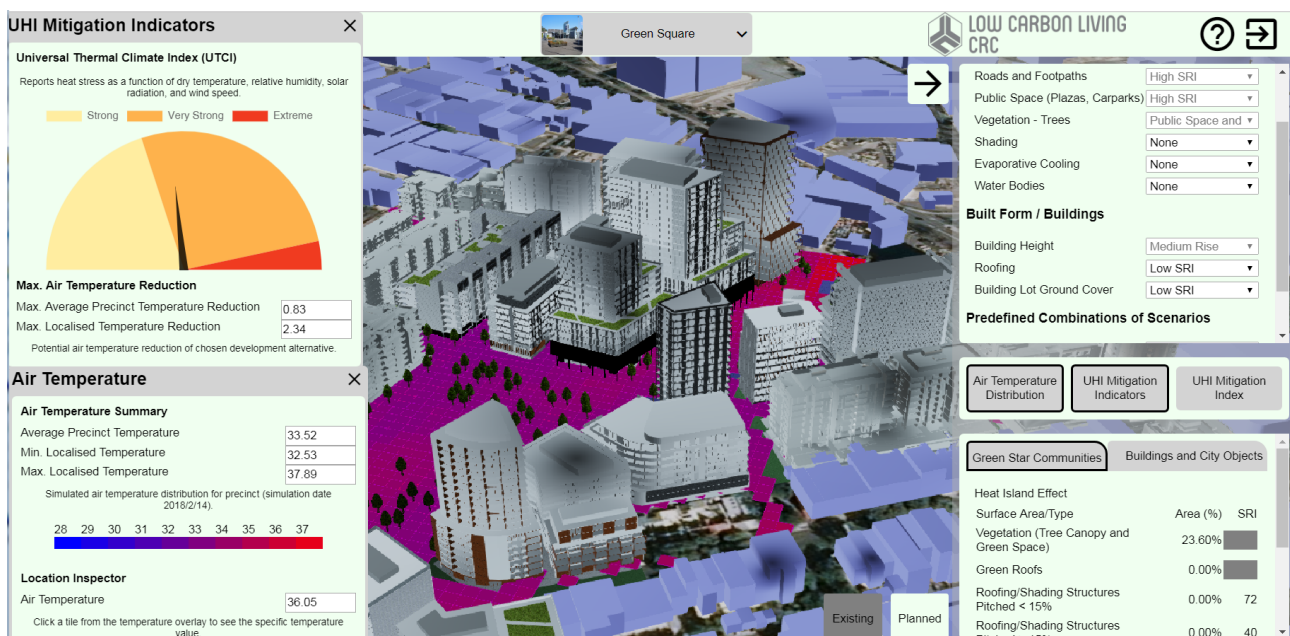 UHI Mitigation Indicators
Universal Thermal Climate Index (UTCI)
Reports heat stress as a function of dry temperature, relative humidity, solar
radiation, and wind speed.
Strong Very Strong Extreme
Max. Air Temperature Reduction
Max. Average Precinct Temperature Reduction 0.83
Max. Localised Temperature Reduction 2.34
Potential air temperature reduction of chosen development alternative.
Air Temperature
Air Temperature Summary
Average Precinct Temperature 33.52
Min. Localised Temperature 32.53
Max. Localised Temperature 37.89
Simulated air temperature distribution for precinct (simulation date
2018/2/14).
28 29 30 31 32 33 34 35 36 37
Location Inspector
Air Temperature 36.05
Click a tile from the temperature overlay to see the specific temperature
value
Green Square
Existing Planned
LOW CARBON LIVING
CRC
Roads and Footpaths High SRI
Public Space (Plazas, Carparks) High SRI
Vegetation - Trees Public Space and
Shading None
Evaporative Cooling None
Water Bodies None
Built Form / Buildings
Building Height Medium Rise
Roofing Low SRI
Building Lot Ground Cover Low SRI
Predefined Combinations of Scenarios
Air Temperature
Distribution
UHI Mitigation
Indicators
UHI Mitigation
Index
Green Star Communities Buildings and City Objects
Heat Island Effect
Surface Area/Type Area (%) SRI
Vegetation (Tree Canopy and
Green Space) 23.60%
Green Roofs 0.00%
Roofing/Shading Structures
Pitched < 15% 0.00% 72
Roofing/Shading Structures
0.00% 40